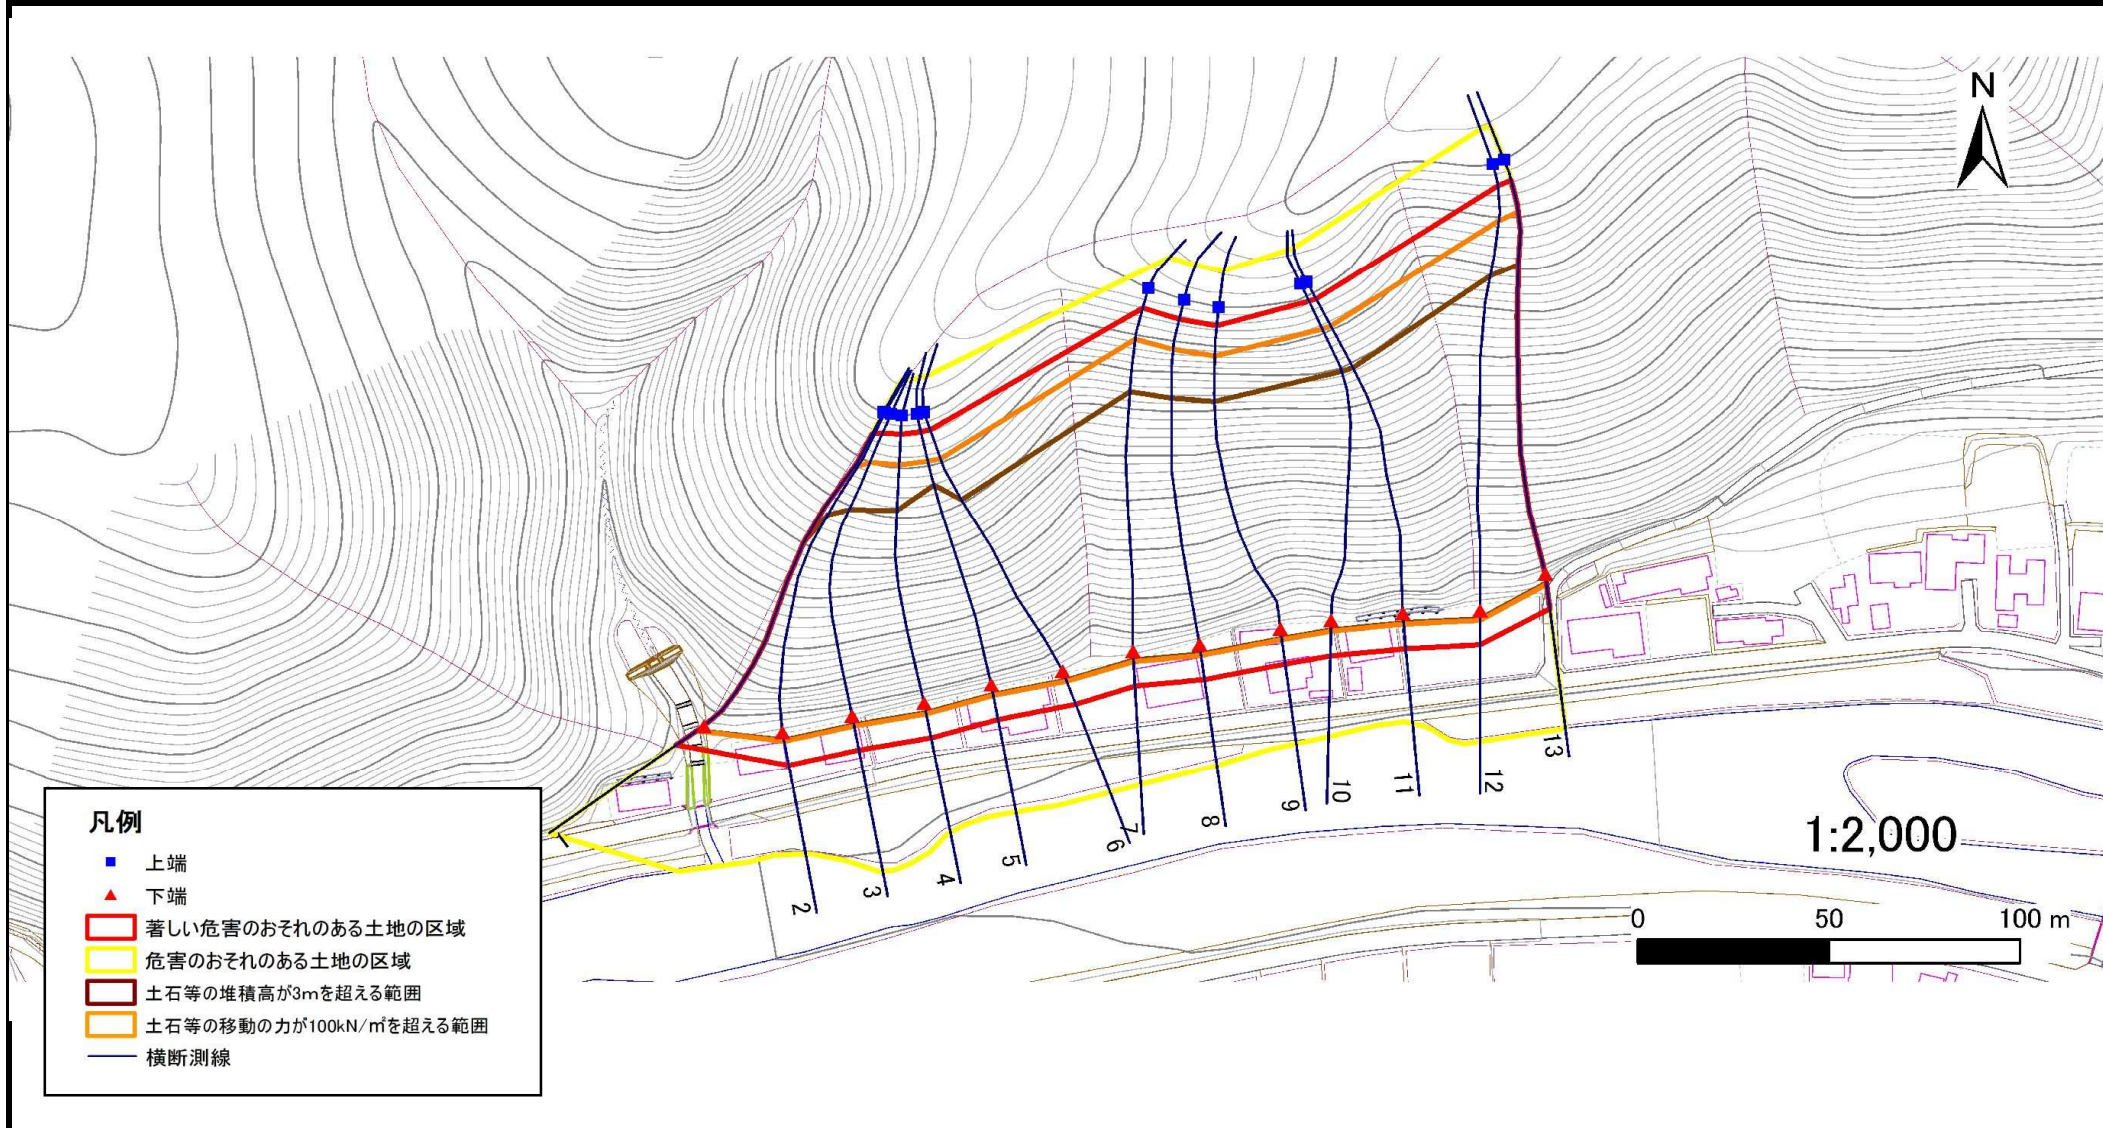 N
13
12
11
10
9
8
7
6
5
4
3
2
1
1:2,000
0 50 100 m
凡例
上端
下端
著しい危害のおそれのある土地の区域
危害のおそれのある土地の区域
土石等の堆積高が3mを超える範囲
土石等の移動の力が100kN/㎡を超える範囲
横断測線